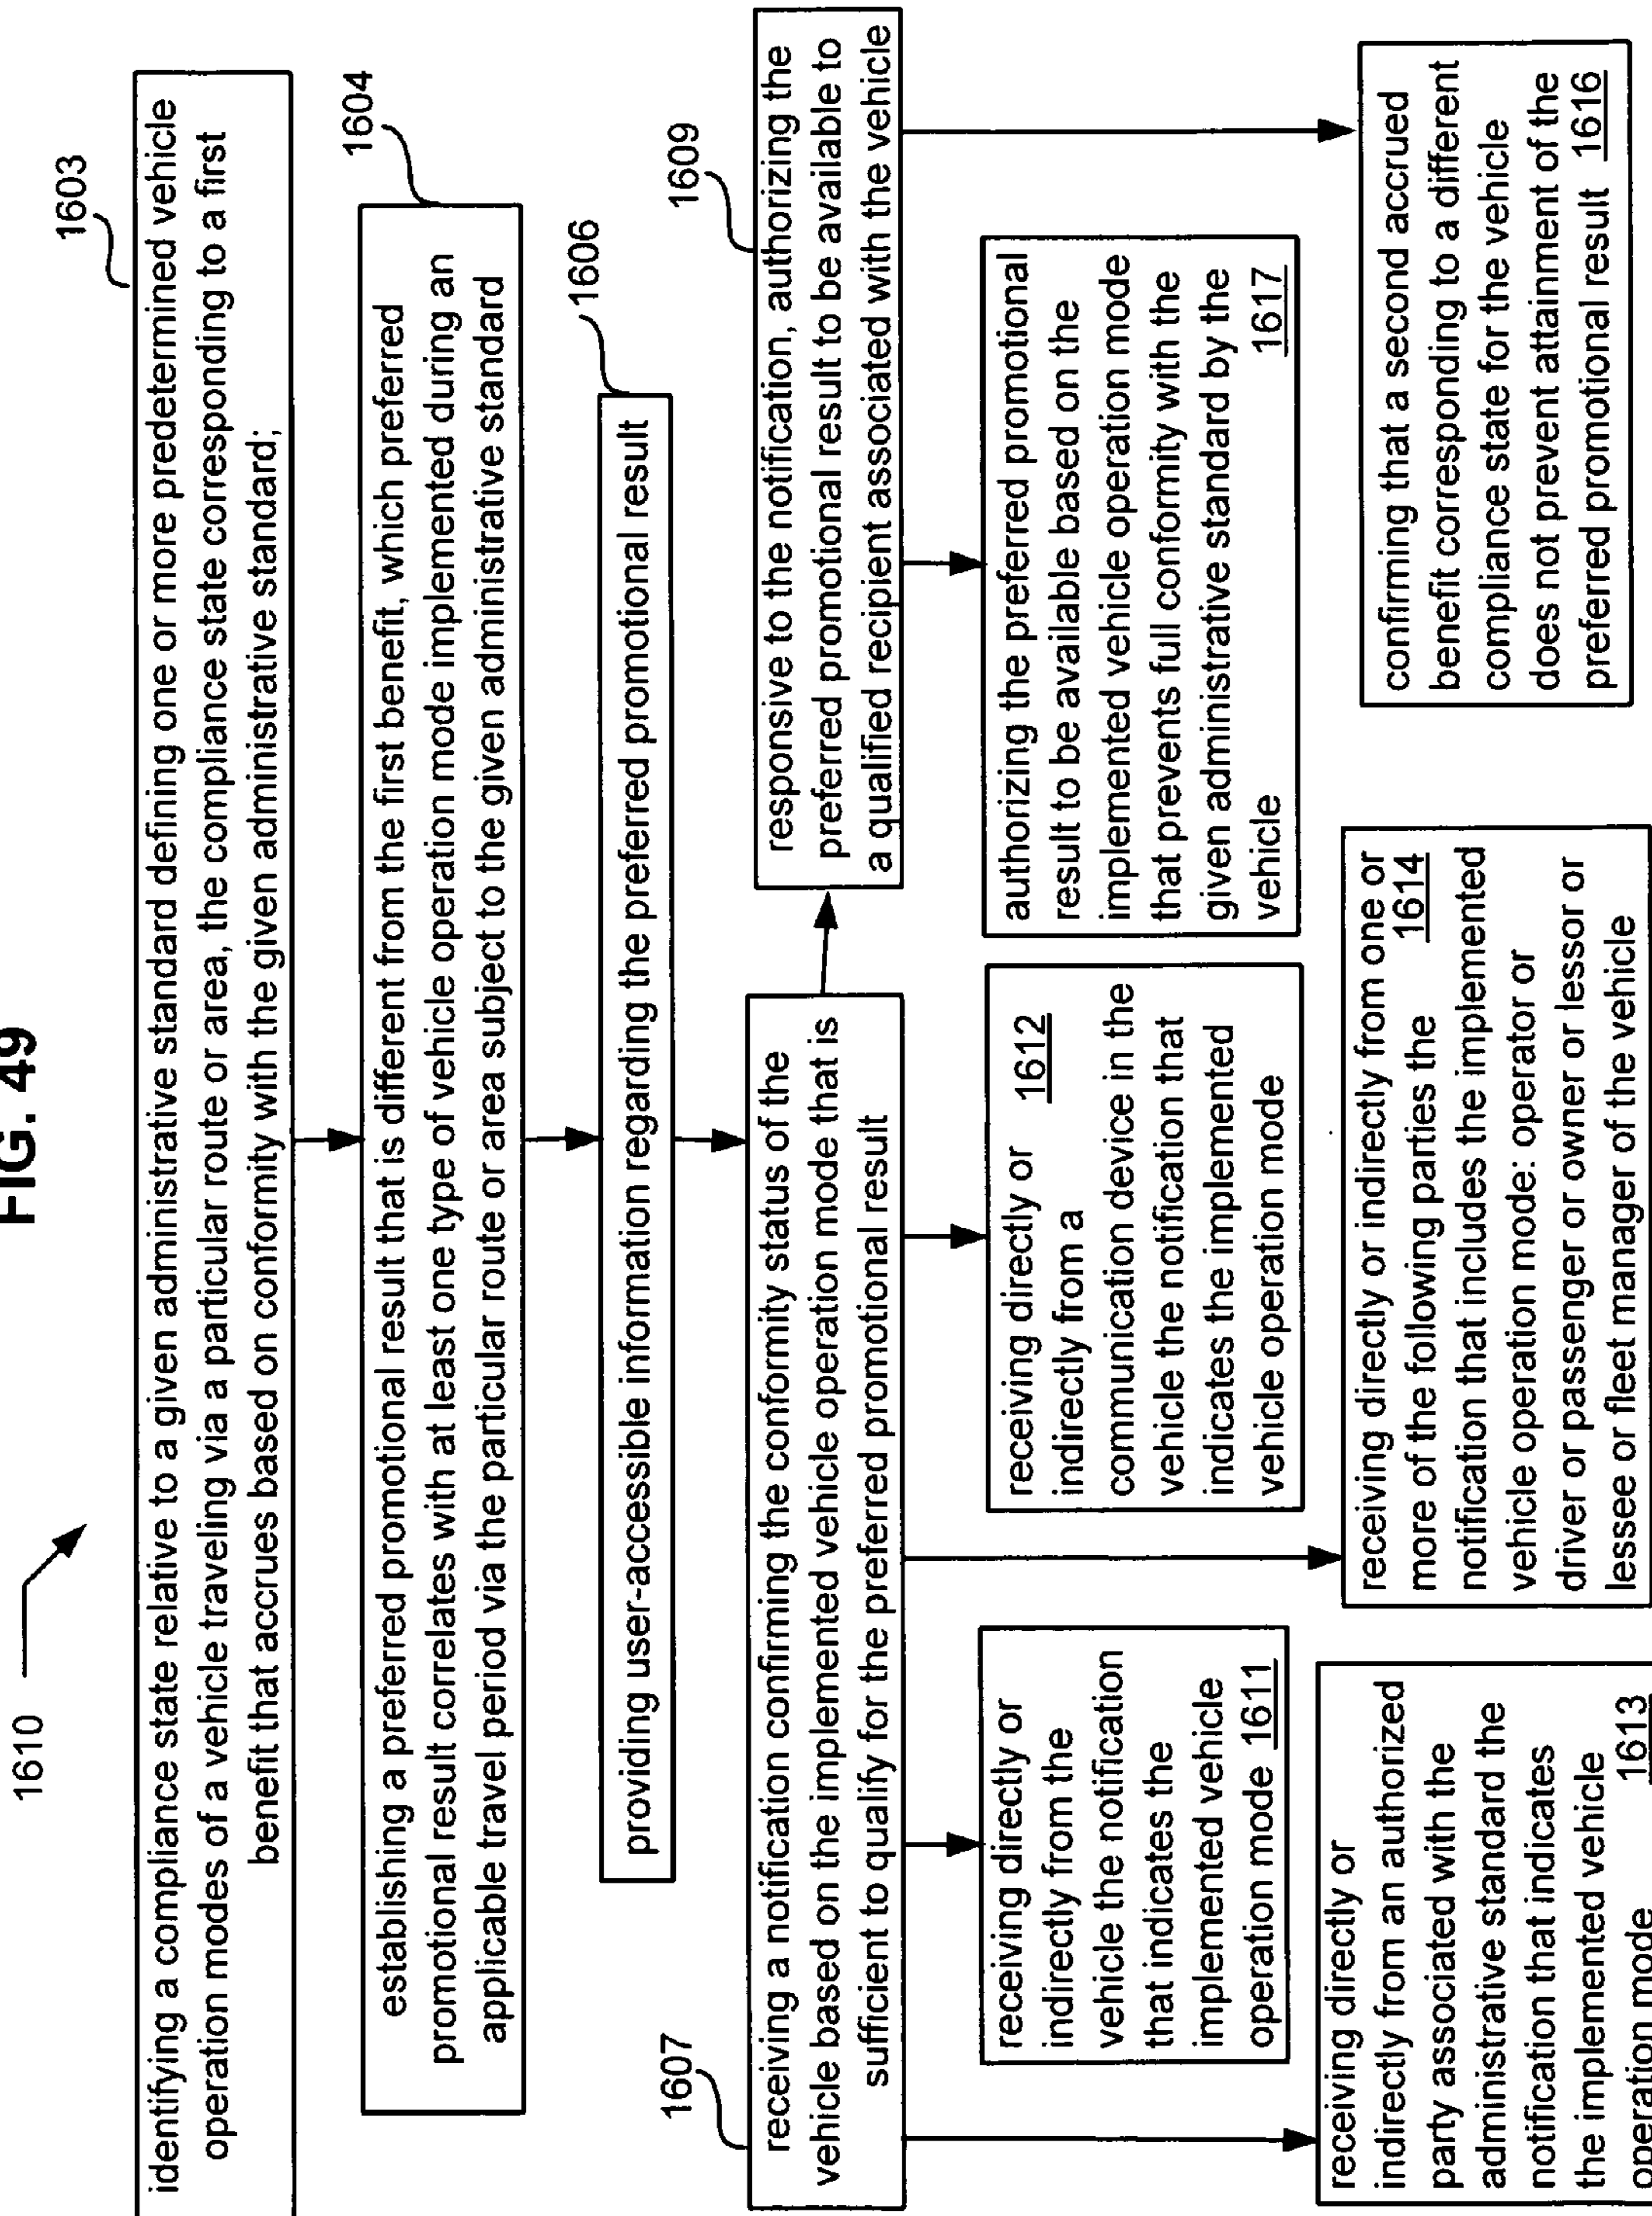 FIG. 49
1610
1603
identifying a compliance state relative to a given administrative standard defining one or more predetermined vehicle
operation modes of a vehicle traveling via a particular route or area, the compliance state corresponding to a first
benefit that accrues based on conformity with the given administrative standard;
1604
establishing a preferred promotional result that is different from the first benefit, which preferred
promotional result correlates with at least one type of vehicle operation mode implemented during an
applicable travel period via the particular route or area subject to the given administrative standard
1606
providing user-accessible information regarding the preferred promotional result
1607
receiving a notification confirming the conformity status of the
vehicle based on the implemented vehicle operation mode that is
sufficient to qualify for the preferred promotional result
1609
responsive to the notification, authorizing the
preferred promotional result to be available to
a qualified recipient associated with the vehicle
receiving directly or
indirectly from the
vehicle the notification
that indicates the
implemented vehicle
operation mode 1611
receiving directly or 1612
indirectly from a
communication device in the
vehicle the notification that
indicates the implemented
vehicle operation mode
authorizing the preferred promotional
result to be available based on the
implemented vehicle operation mode
that prevents full conformity with the
given administrative standard by the
vehicle 1617
receiving directly or
indirectly from an authorized
party associated with the
administrative standard the
notification that indicates
the implemented vehicle
operation mode 1613
receiving directly or indirectly from one or
more of the following parties the 1614
notification that includes the implemented
vehicle operation mode: operator or
driver or passenger or owner or lessor or
lessee or fleet manager of the vehicle
confirming that a second accrued
benefit corresponding to a different
compliance state for the vehicle
does not prevent attainment of the
preferred promotional result 1616